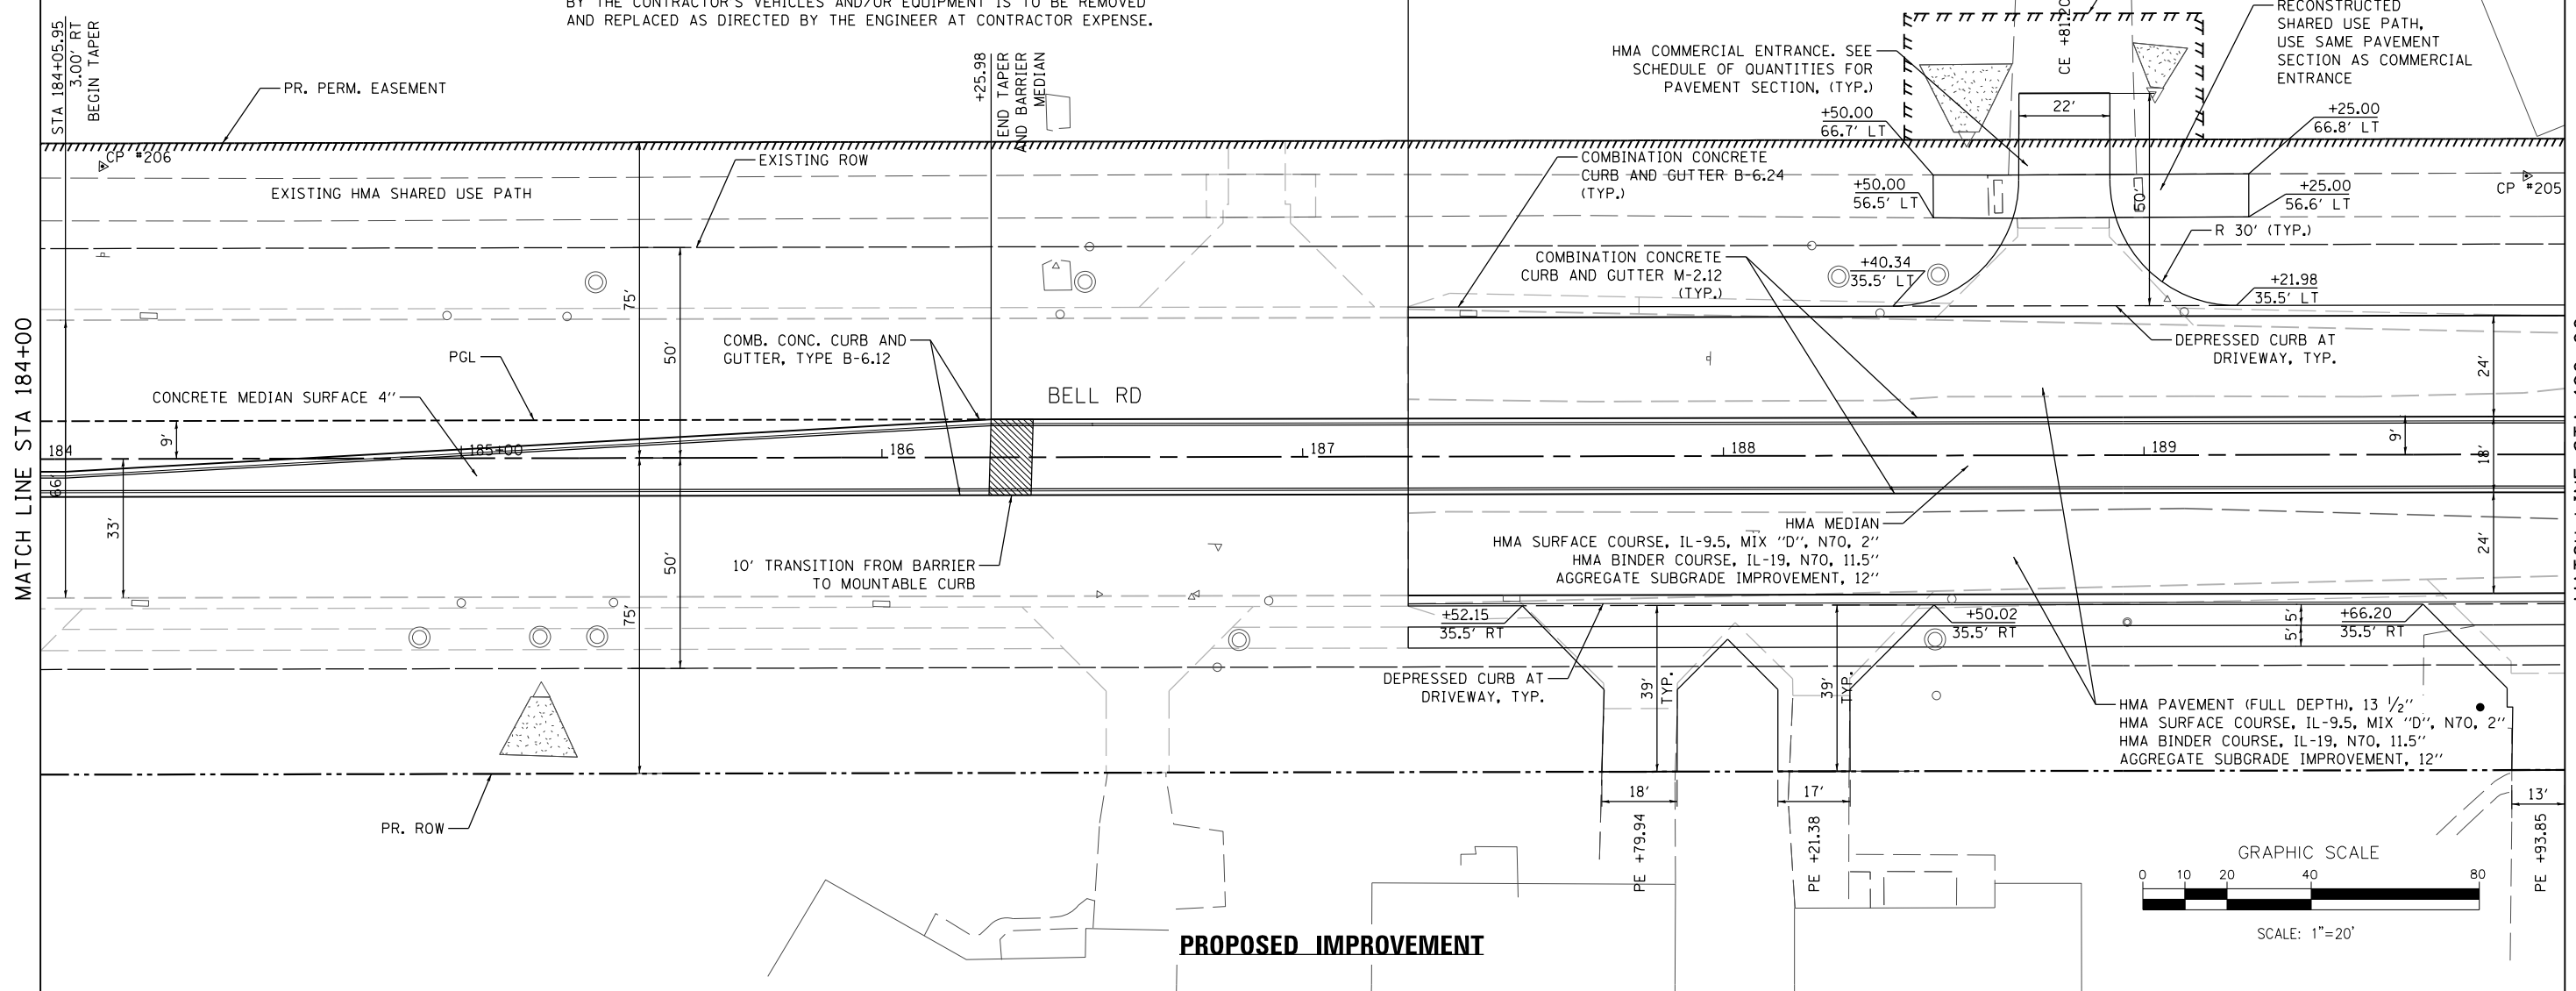 BY THE CONTRACTOR'S VEHICLES AND/OR EQUIPMENT IS TO BE REMOVED
AND REPLACED AS DIRECTED BY THE ENGINEER AT CONTRACTOR EXPENSE.
STA 184+05.95
3.00' RT
BEGIN TAPER
PR. PERM. EASEMENT
+25.98
END TAPER
AND BARRIER
MEDIAN
HMA COMMERCIAL ENTRANCE. SEE
SCHEDULE OF QUANTITIES FOR
PAVEMENT SECTION, (TYP.)
CE +81.20
RECONSTRUCTED
SHARED USE PATH,
USE SAME PAVEMENT
SECTION AS COMMERCIAL
ENTRANCE
22'
+50.00
66.7' LT
+25.00
66.8' LT
CP #206
EXISTING ROW
EXISTING HMA SHARED USE PATH
COMBINATION CONCRETE
CURB AND GUTTER B-6.24
(TYP.)
+50.00
56.5' LT
50'
+25.00
56.6' LT
CP #205
R 30' (TYP.)
COMBINATION CONCRETE
CURB AND GUTTER M-2.12
(TYP.)
+40.34
35.5' LT
+21.98
35.5' LT
75'
50'
COMB. CONC. CURB AND
GUTTER, TYPE B-6.12
PGL
DEPRESSED CURB AT
DRIVEWAY, TYP.
24'
CONCRETE MEDIAN SURFACE 4"
BELL RD
MATCH LINE STA 184+00
9'
184
185+00
186
187
188
189
9'
18'
66'
33'
10' TRANSITION FROM BARRIER
TO MOUNTABLE CURB
50'
75'
HMA MEDIAN
HMA SURFACE COURSE, IL-9.5, MIX "D", N70, 2"
HMA BINDER COURSE, IL-19, N70, 11.5"
AGGREGATE SUBGRADE IMPROVEMENT, 12"
24'
+52.15
35.5' RT
+50.02
35.5' RT
5'
5'
+66.20
35.5' RT
DEPRESSED CURB AT
DRIVEWAY, TYP.
39'
TYP.
39'
TYP.
HMA PAVEMENT (FULL DEPTH), 13 1/2"
HMA SURFACE COURSE, IL-9.5, MIX "D", N70, 2"
HMA BINDER COURSE, IL-19, N70, 11.5"
AGGREGATE SUBGRADE IMPROVEMENT, 12"
PR. ROW
18'
17'
13'
PE +79.94
PE +21.38
PE +93.85
GRAPHIC SCALE
0 10 20 40 80
SCALE: 1"=20'
PROPOSED IMPROVEMENT